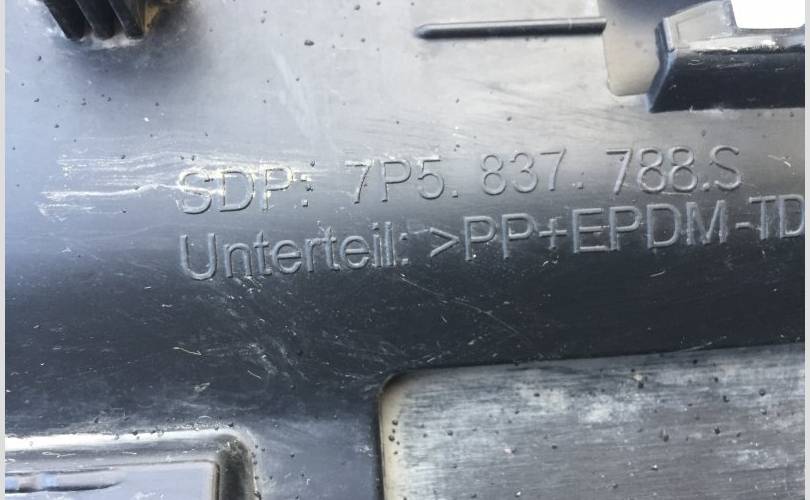 SDP: 7P5. 837. 788.S
Unterteil: >PP+EPDM-TD